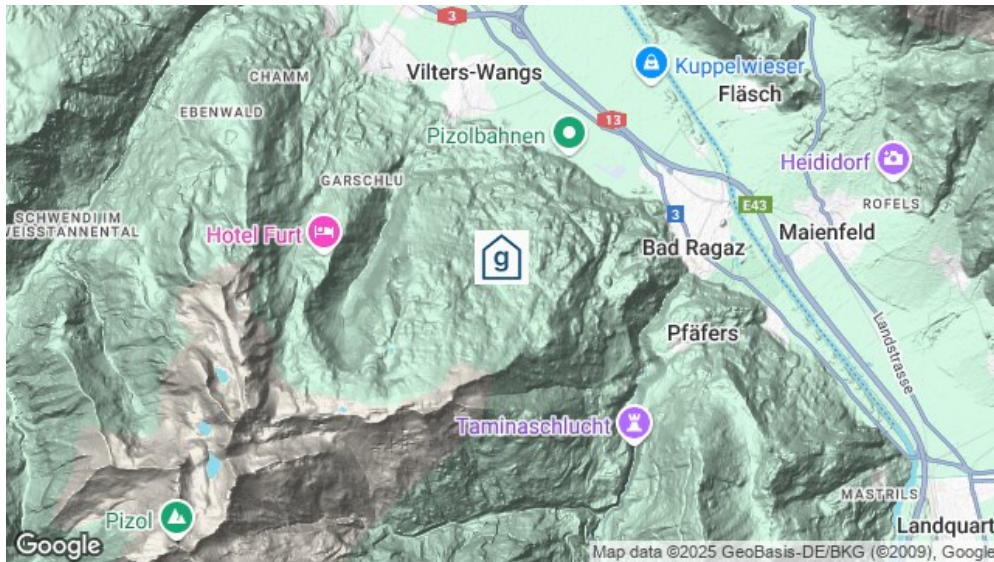 3
CHAMM
Vilters-Wangs
Kuppelwieser
Fläsch
EBENWALD
13
Pizolbahnen
Heididorf
GARSCHLU
ROFELS
SCHWENDI IM
WEISSTANNENTAL
Hotel Furt
3
E43
Maienfeld
g
Bad Ragaz
Pfäfers
Landstrasse
Taminaschlucht
MASTRILS
Pizol
Landquart
Google
Map data ©2025 GeoBasis-DE/BKG (©2009), Google